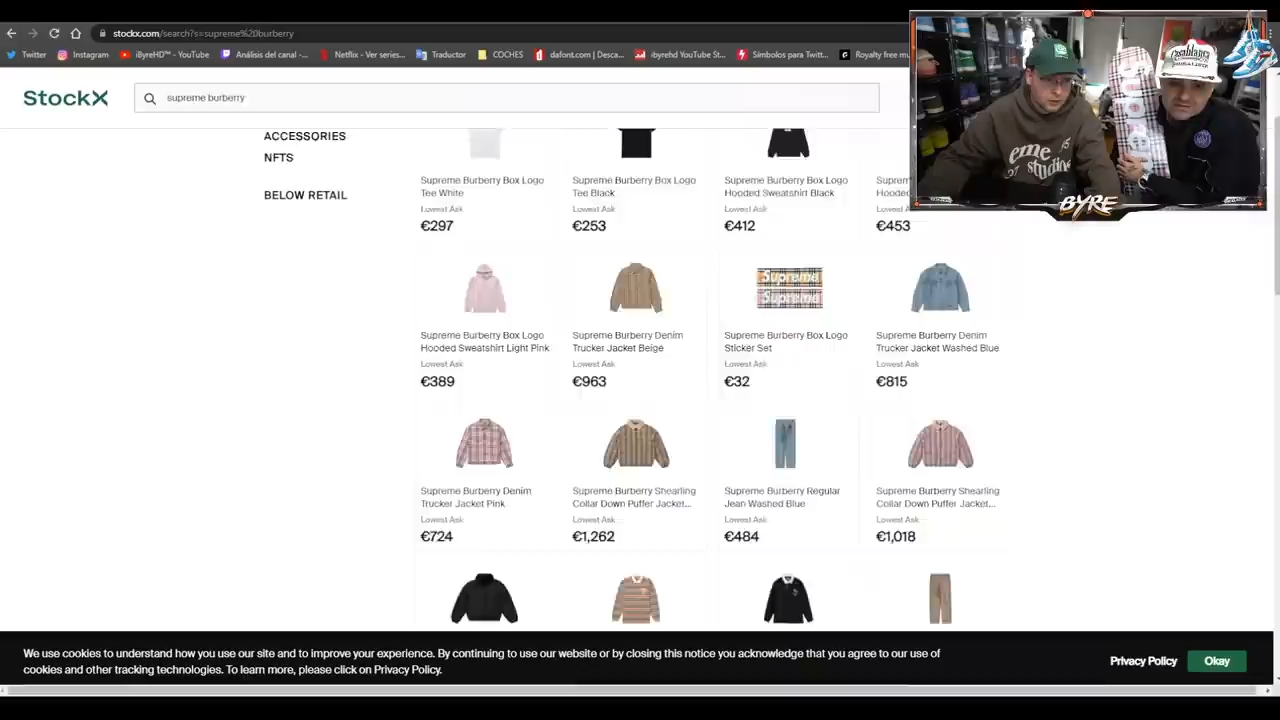 stockx.com/search?s=supreme%20burberry
Twitter
Instagram
iByreHD™ - YouTube
Análisis del canal -...
Netflix - Ver series...
Traductor
COCHES
dafont.com | Desca...
ibyrehd YouTube St...
Símbolos para Twitt...
Royalty free mu
StockX
supreme burberry
ACCESSORIES
NFTS
BELOW RETAIL
Supreme Burberry Box Logo
Tee White
Lowest Ask
€297
Supreme Burberry Box Logo
Tee Black
Lowest Ask
€253
Supreme Burberry Box Logo
Hooded Sweatshirt Black
Lowest Ask
€412
Supreme
Hooded
Lowest Ask
€453
Supreme Burberry Box Logo
Hooded Sweatshirt Light Pink
Lowest Ask
€389
Supreme Burberry Denim
Trucker Jacket Beige
Lowest Ask
€963
Supreme
Supreme
Supreme Burberry Box Logo
Sticker Set
Lowest Ask
€32
Supreme Burberry Denim
Trucker Jacket Washed Blue
Lowest Ask
€815
Supreme Burberry Denim
Trucker Jacket Pink
Lowest Ask
€724
Supreme Burberry Shearling
Collar Down Puffer Jacket...
Lowest Ask
€1,262
Supreme Burberry Regular
Jean Washed Blue
Lowest Ask
€484
Supreme Burberry Shearling
Collar Down Puffer Jacket...
Lowest Ask
€1,018
Casablanca
eme
studios
BYRE
We use cookies to understand how you use our site and to improve your experience. By continuing to use our website or by closing this notice you acknowledge that you agree to our use of
cookies and other tracking technologies. To learn more, please click on Privacy Policy.
Privacy Policy
Okay